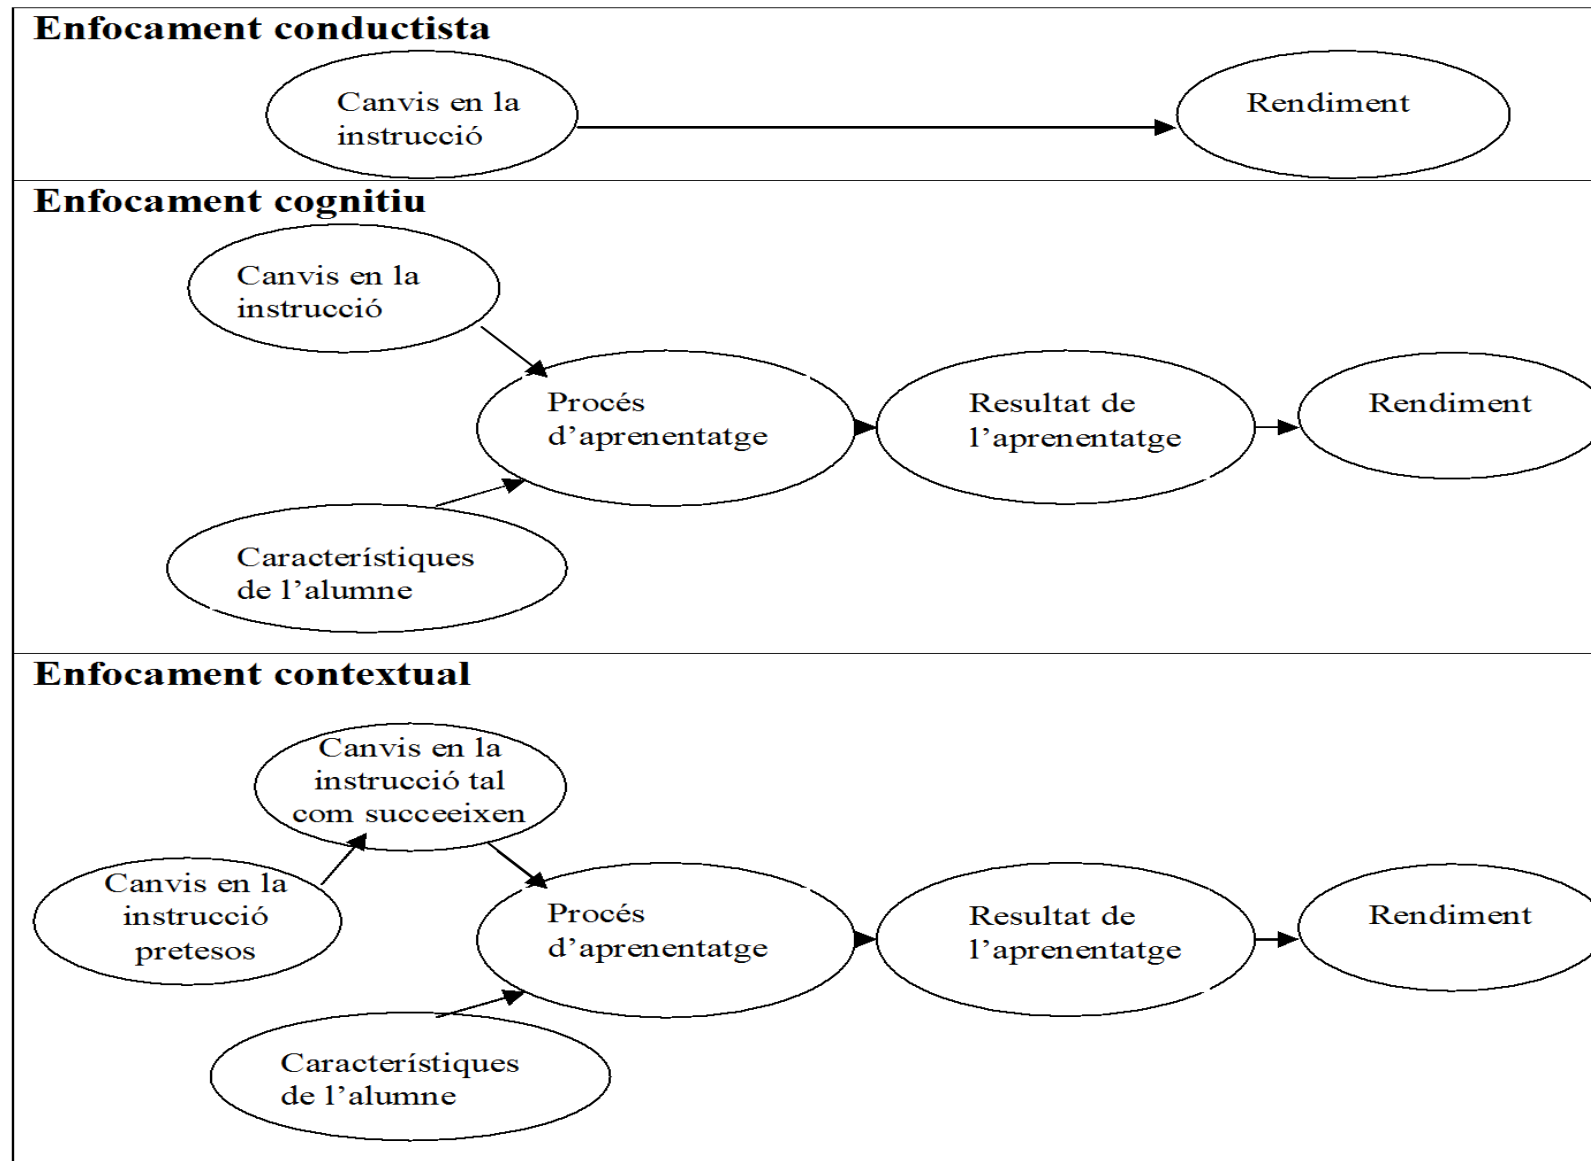 Enfocament conductista
Canvis en la
instrucció
Rendiment
Enfocament cognitiu
Canvis en la
instrucció
Procés
d’aprenentatge
Resultat de
l’aprenentatge
Rendiment
Característiques
de l’alumne
Enfocament contextual
Canvis en la
instrucció tal
com succeeixen
Canvis en la
instrucció
pretesos
Procés
d’aprenentatge
Resultat de
l’aprenentatge
Rendiment
Característiques
de l’alumne